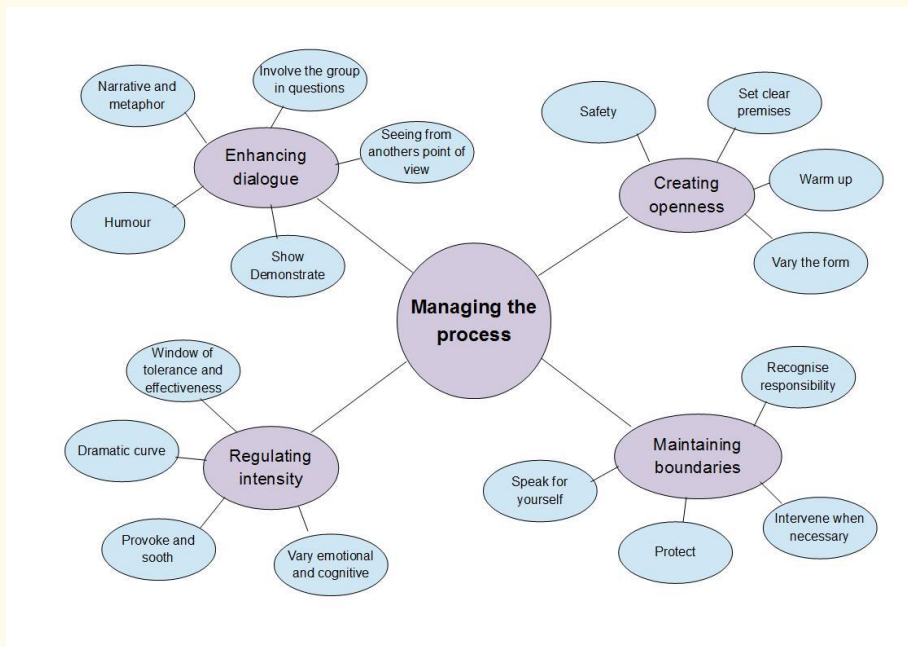 Managing the
process
Enhancing
dialogue
Narrative and
metaphor
Involve the group
in questions
Seeing from
anothers point of
view
Humour
Show
Demonstrate
Creating
openness
Safety
Set clear
premises
Warm up
Vary the form
Regulating
intensity
Window of
tolerance and
effectiveness
Dramatic curve
Provoke and
sooth
Vary emotional
and cognitive
Maintaining
boundaries
Recognise
responsibility
Speak for
yourself
Protect
Intervene when
necessary